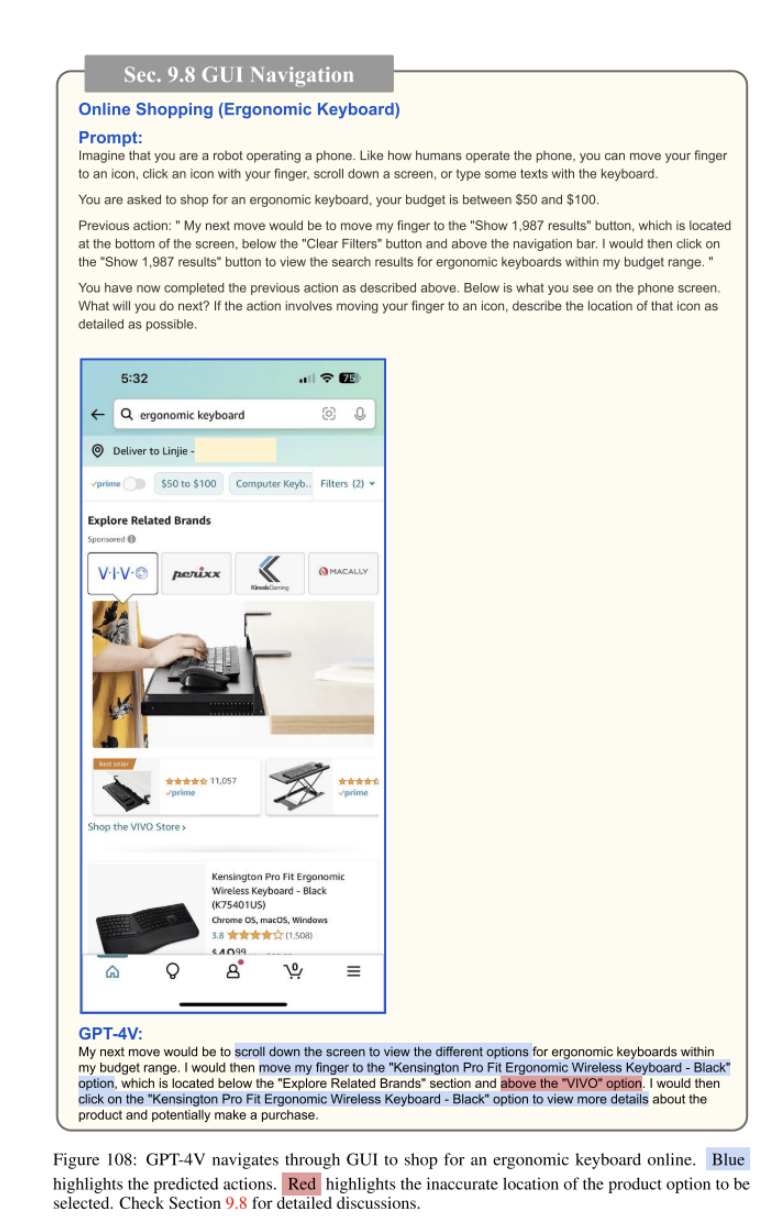 Sec. 9.8 GUI Navigation
Online Shopping (Ergonomic Keyboard)
Prompt:
Imagine that you are a robot operating a phone. Like how humans operate the phone, you can move your finger
to an icon, click an icon with your finger, scroll down a screen, or type some texts with the keyboard.
You are asked to shop for an ergonomic keyboard, your budget is between $50 and $100.
Previous action: " My next move would be to move my finger to the "Show 1,987 results" button, which is located
at the bottom of the screen, below the "Clear Filters" button and above the navigation bar. I would then click on
the "Show 1,987 results" button to view the search results for ergonomic keyboards within my budget range. "
You have now completed the previous action as described above. Below is what you see on the phone screen.
What will you do next? If the action involves moving your finger to an icon, describe the location of that icon as
detailed as possible.
5:32 75
ergonomic keyboard
Deliver to Linjie -
prime $50 to $100 Computer Keyb.. Filters (2)
Explore Related Brands
Sponsored
V·I·V·O perixx KinesisGaming MACALLY
Best seller
11,057
prime prime
Shop the VIVO Store ›
Kensington Pro Fit Ergonomic
Wireless Keyboard - Black
(K75401US)
Chrome OS, macOS, Windows
3.8 (1,508)
0
GPT-4V:
My next move would be to scroll down the screen to view the different options for ergonomic keyboards within
my budget range. I would then move my finger to the "Kensington Pro Fit Ergonomic Wireless Keyboard - Black"
option, which is located below the "Explore Related Brands" section and above the "VIVO" option. I would then
click on the "Kensington Pro Fit Ergonomic Wireless Keyboard - Black" option to view more details about the
product and potentially make a purchase.
Figure 108: GPT-4V navigates through GUI to shop for an ergonomic keyboard online. Blue
highlights the predicted actions. Red highlights the inaccurate location of the product option to be
selected. Check Section 9.8 for detailed discussions.